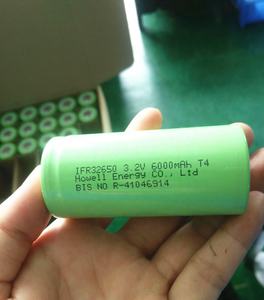 IFR32650 3.2V 6000mAh T4
Howell Energy CO., Ltd
BIS NO R-41046914